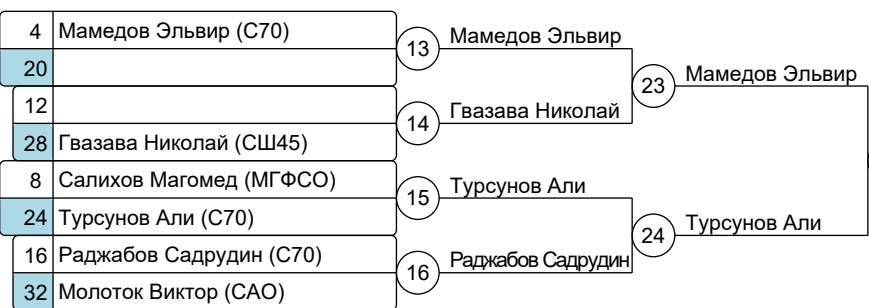 4 Мамедов Эльвир (С70)
20
12
28 Гвазава Николай (СШ45)
8 Салихов Магомед (МГФСО)
24 Турсунов Али (С70)
16 Раджабов Садрудин (С70)
32 Молоток Виктор (САО)
13 Мамедов Эльвир
14 Гвазава Николай
15 Турсунов Али
16 Раджабов Садрудин
23 Мамедов Эльвир
24 Турсунов Али